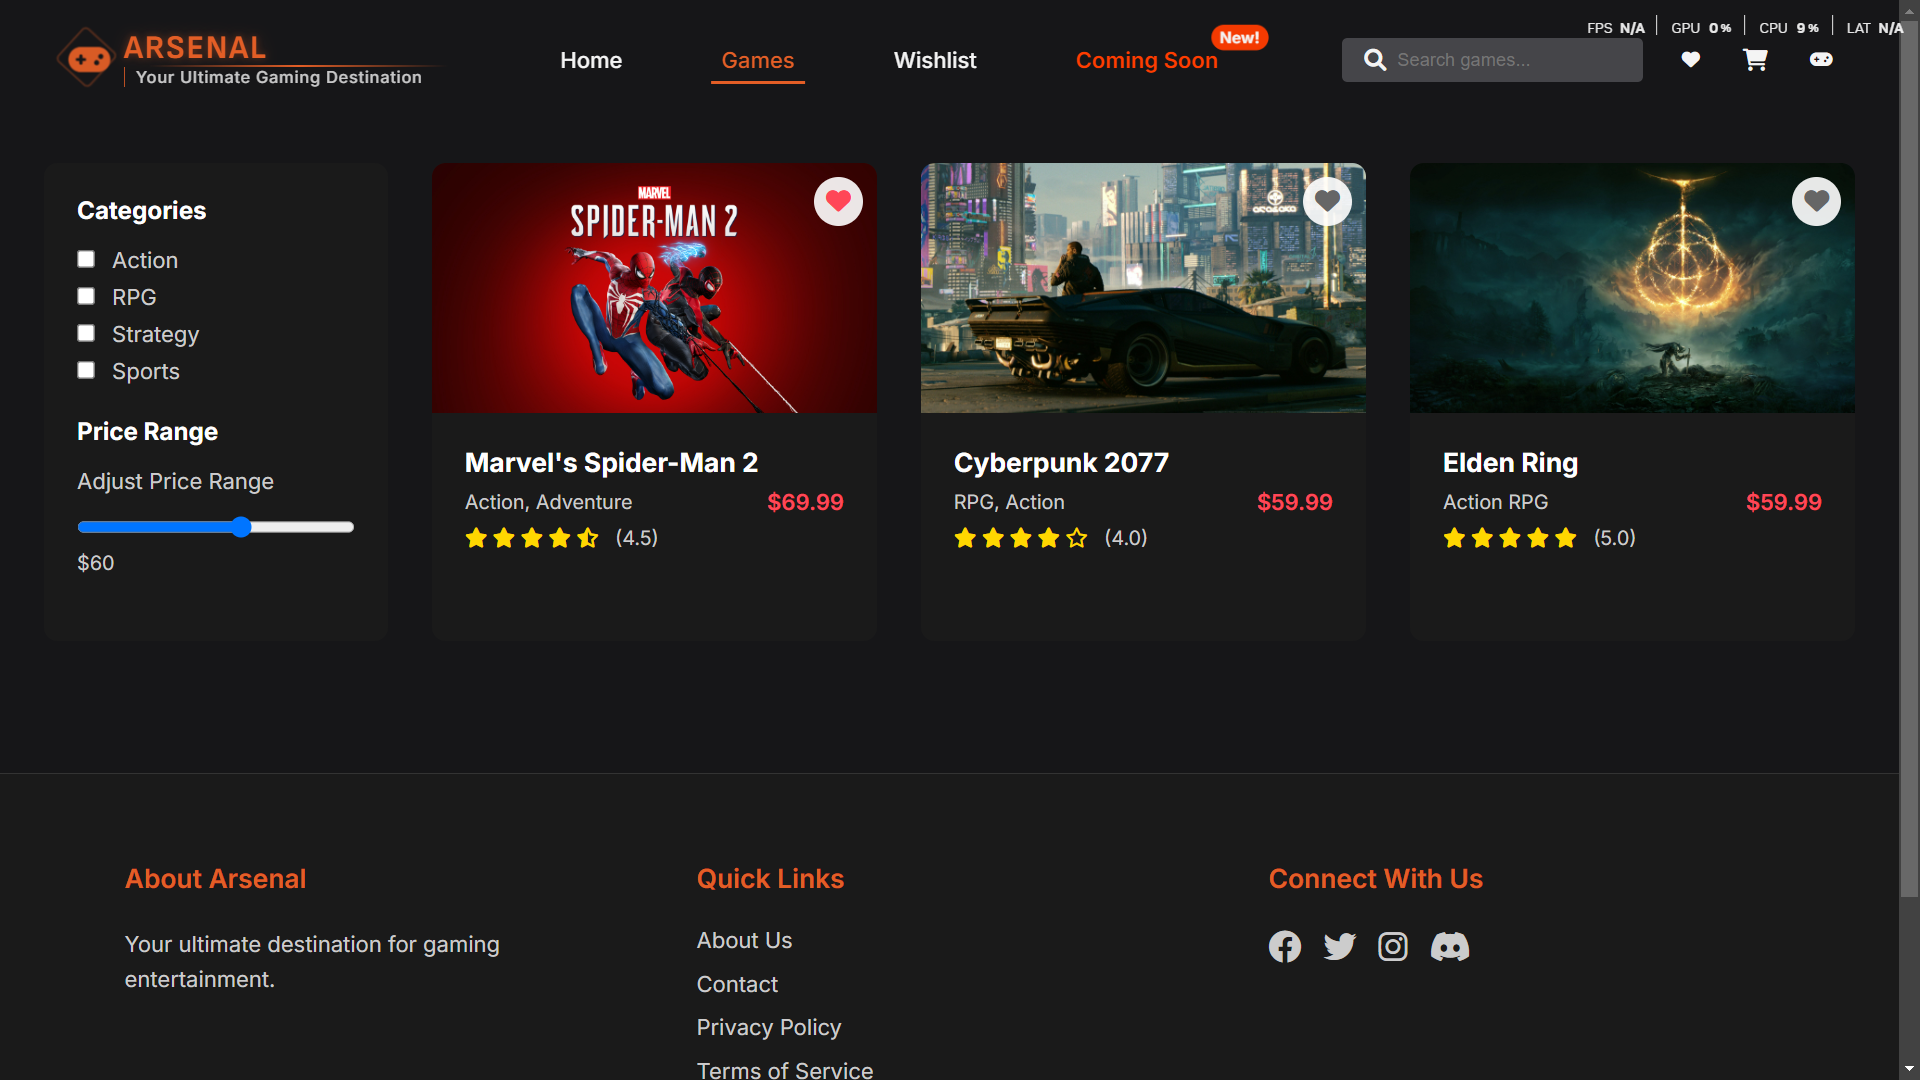 FPS N/A GPU 0% CPU 9% LAT N/A
ARSENAL
Your Ultimate Gaming Destination
Home
Games
Wishlist
Coming Soon
New!
Search games...
Categories
Action
RPG
Strategy
Sports
Price Range
Adjust Price Range
$60
MARVEL
SPIDER-MAN 2
Marvel's Spider-Man 2
Action, Adventure $69.99
(4.5)
ARASAKA
Cyberpunk 2077
RPG, Action $59.99
(4.0)
Elden Ring
Action RPG $59.99
(5.0)
About Arsenal
Your ultimate destination for gaming
entertainment.
Quick Links
About Us
Contact
Privacy Policy
Terms of Service
Connect With Us